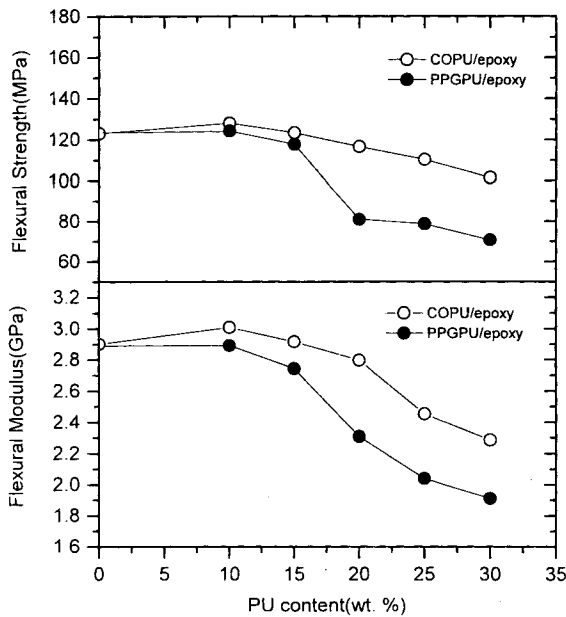 180
160
140
120
100
80
60
Flexural Strength(MPa)
COPU/epoxy
PPGPU/epoxy
3.2
3.0
2.8
2.6
2.4
2.2
2.0
1.8
1.6
Flexural Modulus(GPa)
COPU/epoxy
PPGPU/epoxy
0 5 10 15 20 25 30 35
PU content(wt. %)